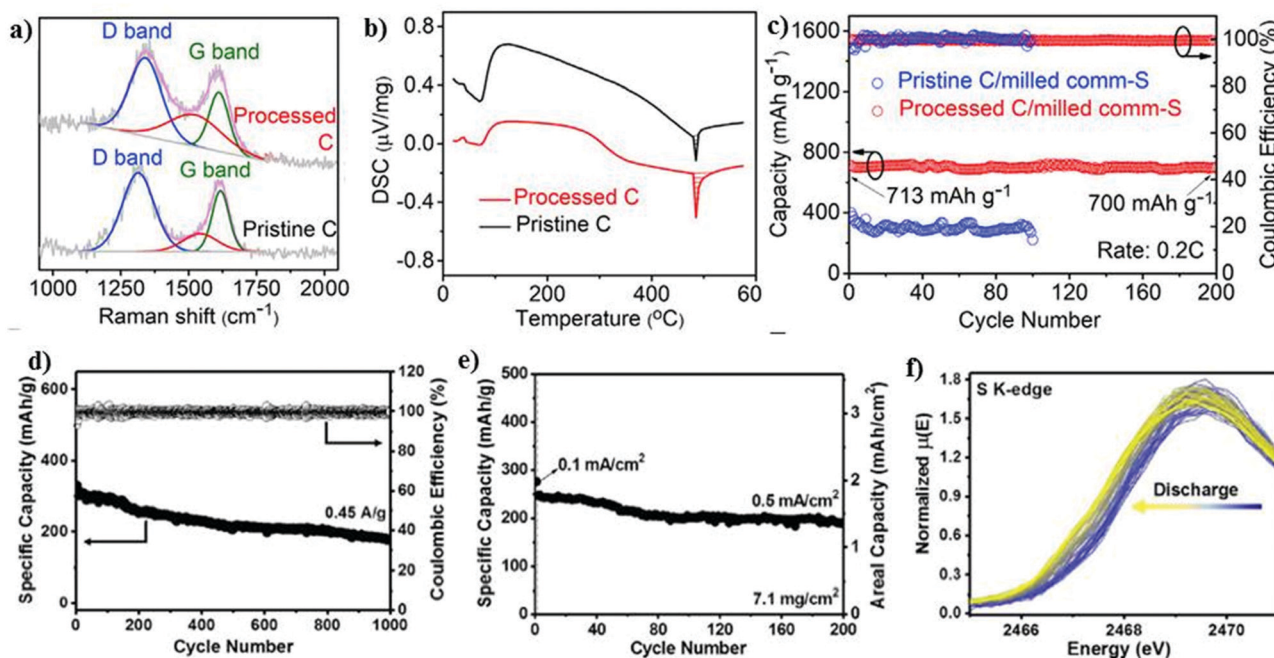 a)
D band
G band
Processed
C
D band
G band
Pristine C
1000 1250 1500 1750 2000
Raman shift (cm⁻¹)
b)
DSC (μV/mg)
0.8
0.4
0.0
-0.4
-0.8
Processed C
Pristine C
0 200 400 58
Temperature (°C)
c)
Capacity (mAh g⁻¹)
1600
1200
800
400
0
Pristine C/milled comm-S
Processed C/milled comm-S
713 mAh g⁻¹
700 mAh g⁻¹
Rate: 0.2C
100
80
60
40
20
0
Coulombic Efficiency (%)
0 40 80 120 160 200
Cycle Number
d)
Specific Capacity (mAh/g)
600
400
200
0
0.45 A/g
120
100
80
60
40
20
0
Coulombic Efficiency (%)
0 200 400 600 800 1000
Cycle Number
e)
Specific Capacity (mAh/g)
500
400
300
200
100
0
0.1 mA/cm²
0.5 mA/cm²
7.1 mg/cm²
3
2
1
0
Areal Capacity (mAh/cm²)
0 40 80 120 160 200
Cycle Number
f)
S K-edge
Normalized μ(E)
1.8
1.5
1.2
0.9
0.6
0.3
0.0
Discharge
2466 2468 2470
Energy (eV)